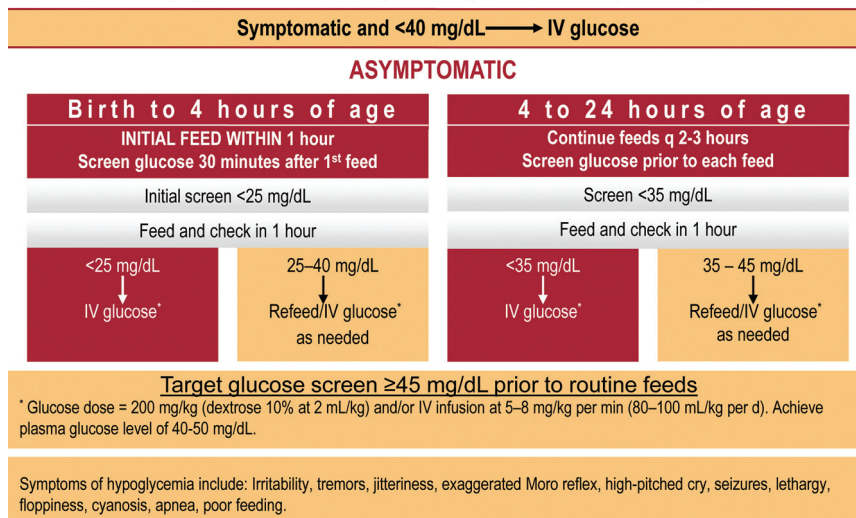 Symptomatic and <40 mg/dL → IV glucose
ASYMPTOMATIC
Birth to 4 hours of age
INITIAL FEED WITHIN 1 hour
Screen glucose 30 minutes after 1st feed
Initial screen <25 mg/dL
Feed and check in 1 hour
<25 mg/dL
IV glucose*
25–40 mg/dL
Refeed/IV glucose*
as needed
4 to 24 hours of age
Continue feeds q 2-3 hours
Screen glucose prior to each feed
Screen <35 mg/dL
Feed and check in 1 hour
<35 mg/dL
IV glucose*
35 – 45 mg/dL
Refeed/IV glucose*
as needed
Target glucose screen ≥45 mg/dL prior to routine feeds
* Glucose dose = 200 mg/kg (dextrose 10% at 2 mL/kg) and/or IV infusion at 5–8 mg/kg per min (80–100 mL/kg per d). Achieve
plasma glucose level of 40-50 mg/dL.
Symptoms of hypoglycemia include: Irritability, tremors, jitteriness, exaggerated Moro reflex, high-pitched cry, seizures, lethargy,
floppiness, cyanosis, apnea, poor feeding.